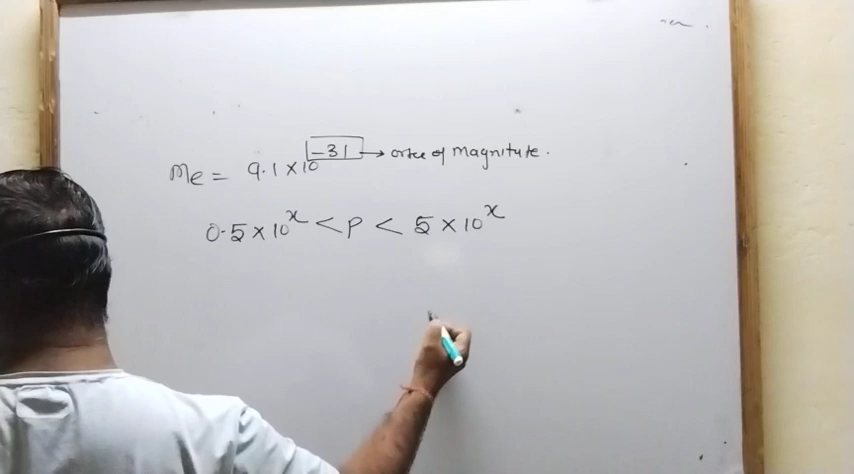 me = 9.1 × 10^-31 → order of magnitute.
0.5 × 10^x < P < 5 × 10^x